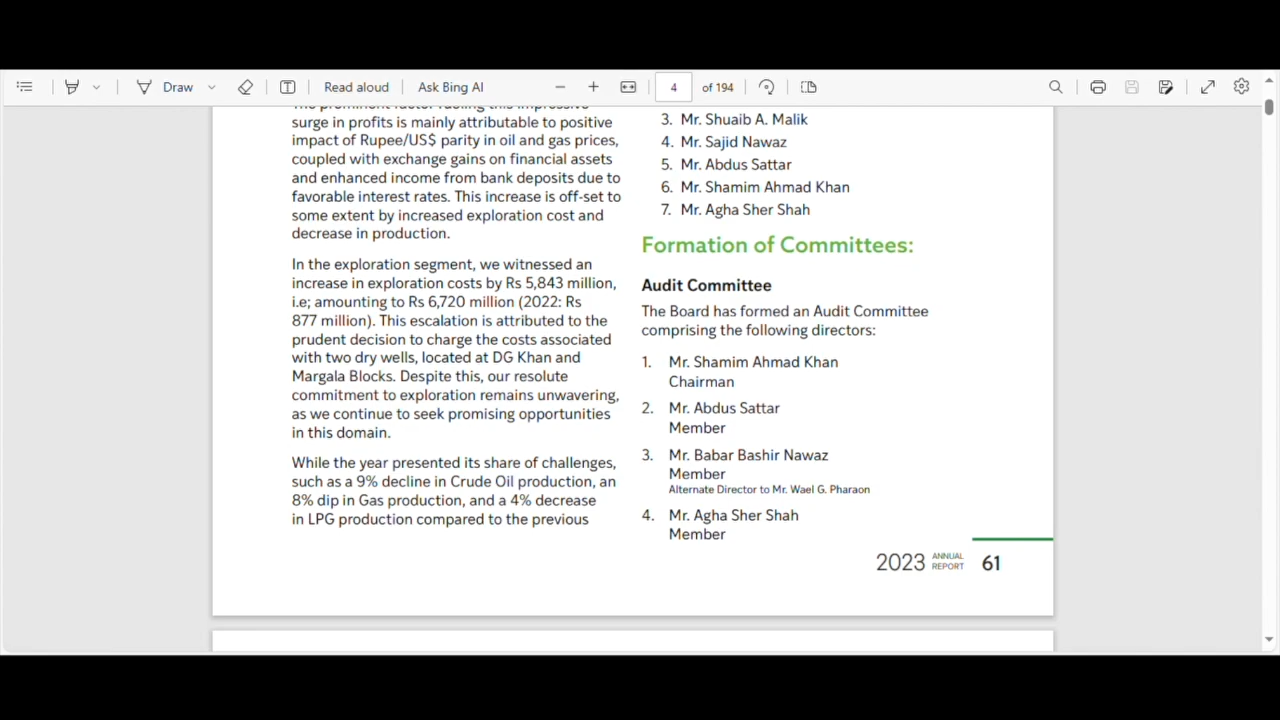 Draw
Read aloud
Ask Bing AI
4
of 194
The prominent factor fueling this impressive
surge in profits is mainly attributable to positive
impact of Rupee/US$ parity in oil and gas prices,
coupled with exchange gains on financial assets
and enhanced income from bank deposits due to
favorable interest rates. This increase is off-set to
some extent by increased exploration cost and
decrease in production.
In the exploration segment, we witnessed an
increase in exploration costs by Rs 5,843 million,
i.e; amounting to Rs 6,720 million (2022: Rs
877 million). This escalation is attributed to the
prudent decision to charge the costs associated
with two dry wells, located at DG Khan and
Margala Blocks. Despite this, our resolute
commitment to exploration remains unwavering,
as we continue to seek promising opportunities
in this domain.
While the year presented its share of challenges,
such as a 9% decline in Crude Oil production, an
8% dip in Gas production, and a 4% decrease
in LPG production compared to the previous
3. Mr. Shuaib A. Malik
4. Mr. Sajid Nawaz
5. Mr. Abdus Sattar
6. Mr. Shamim Ahmad Khan
7. Mr. Agha Sher Shah
Formation of Committees:
Audit Committee
The Board has formed an Audit Committee
comprising the following directors:
1. Mr. Shamim Ahmad Khan
Chairman
2. Mr. Abdus Sattar
Member
3. Mr. Babar Bashir Nawaz
Member
Alternate Director to Mr. Wael G. Pharaon
4. Mr. Agha Sher Shah
Member
2023 ANNUAL REPORT 61